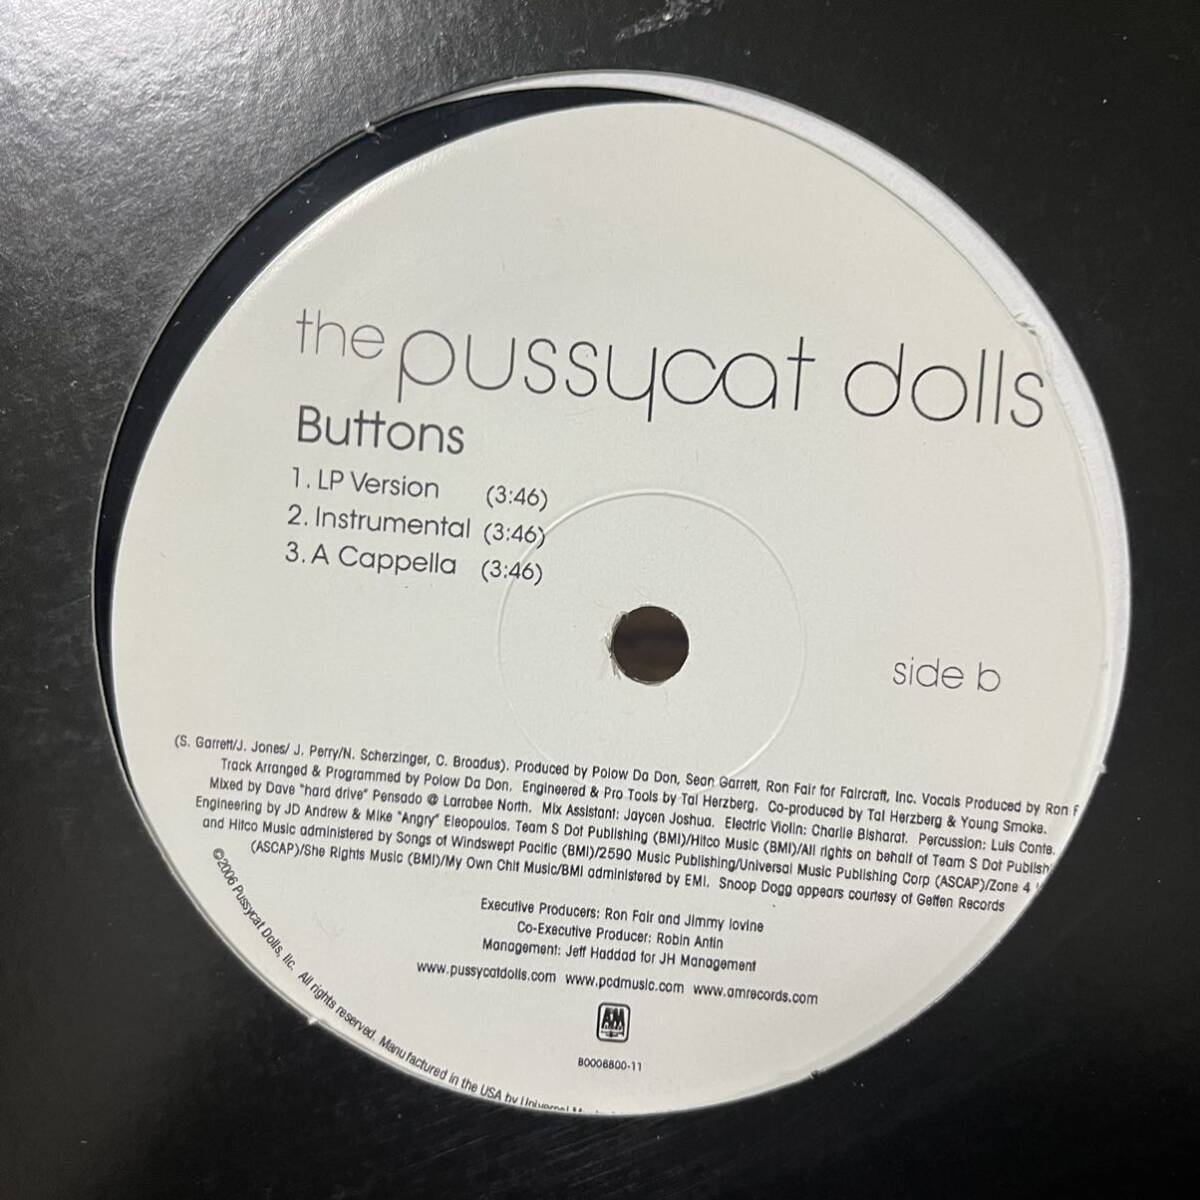 the pussycat dolls
Buttons
1. LP Version (3:46)
2. Instrumental (3:46)
3. A Cappella (3:46)
side b
(S. Garrett/J. Jones/ J. Perry/N. Scherzinger, C. Broadus). Produced by Polow Da Don, Sean Garrett, Ron Fair for Faircraft, Inc. Vocals Produced by Ron F
Track Arranged & Programmed by Polow Da Don. Engineered & Pro Tools by Tal Herzberg. Co-produced by Tal Herzberg & Young Smoke.
Mixed by Dave "hard drive" Pensado @ Larrabee North. Mix Assistant: Jaycen Joshua. Electric Violin: Charlie Bisharat. Percussion: Luis Conte.
Engineering by JD Andrew & Mike "Angry" Eleopoulos. Team S Dot Publishing (BMI)/Hitco Music (BMI)/All rights on behalf of Team S Dot Publish
and Hitco Music administered by Songs of Windswept Pacific (BMI)/2590 Music Publishing/Universal Music Publishing Corp (ASCAP)/Zone 4
(ASCAP)/She Rights Music (BMI)/My Own Chit Music/BMI administered by EMI. Snoop Dogg appears courtesy of Geffen Records
Executive Producers: Ron Fair and Jimmy Iovine
Co-Executive Producer: Robin Antin
Management: Jeff Haddad for JH Management
www.pussycatdolls.com www.pcdmusic.com www.amrecords.com
A&M
B0006800-11
©2006 Pussycat Dolls, llc. All rights reserved. Manufactured in the USA by Universal